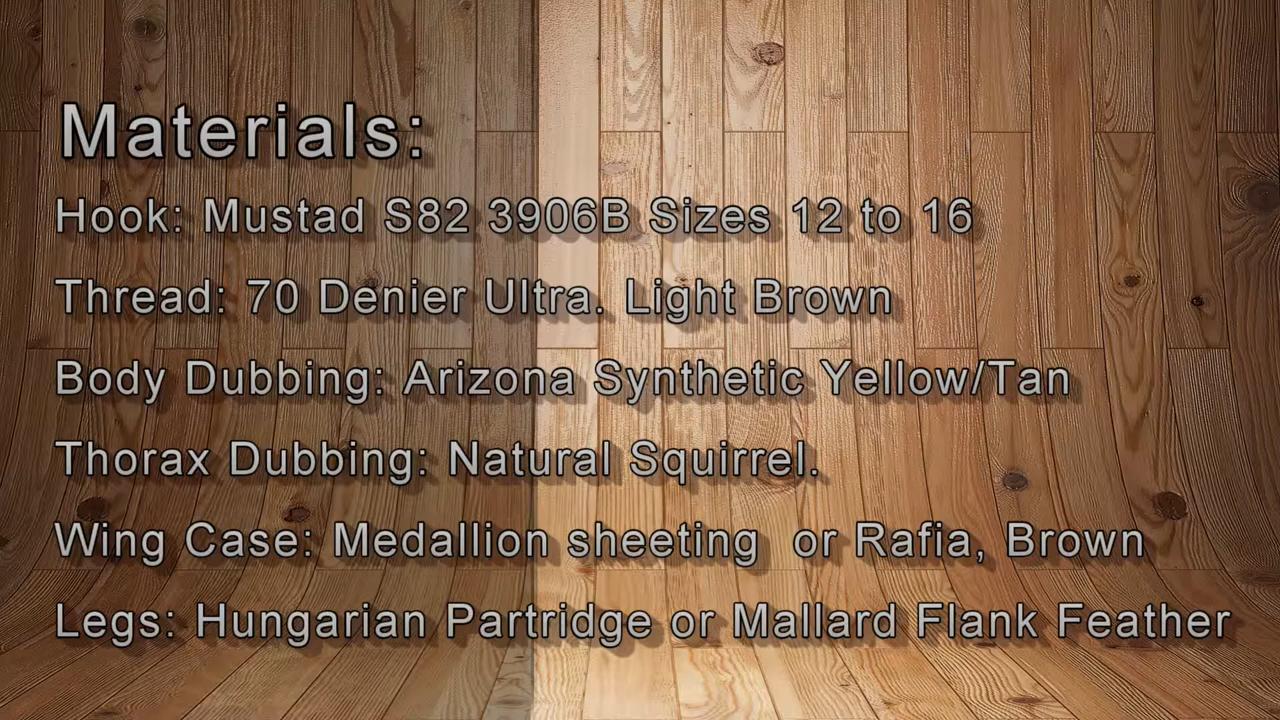 Materials:
Hook: Mustad S82 3906B Sizes 12 to 16
Thread: 70 Denier Ultra. Light Brown
Body Dubbing: Arizona Synthetic Yellow/Tan
Thorax Dubbing: Natural Squirrel.
Wing Case: Medallion sheeting  or Rafia, Brown
Legs: Hungarian Partridge or Mallard Flank Feather